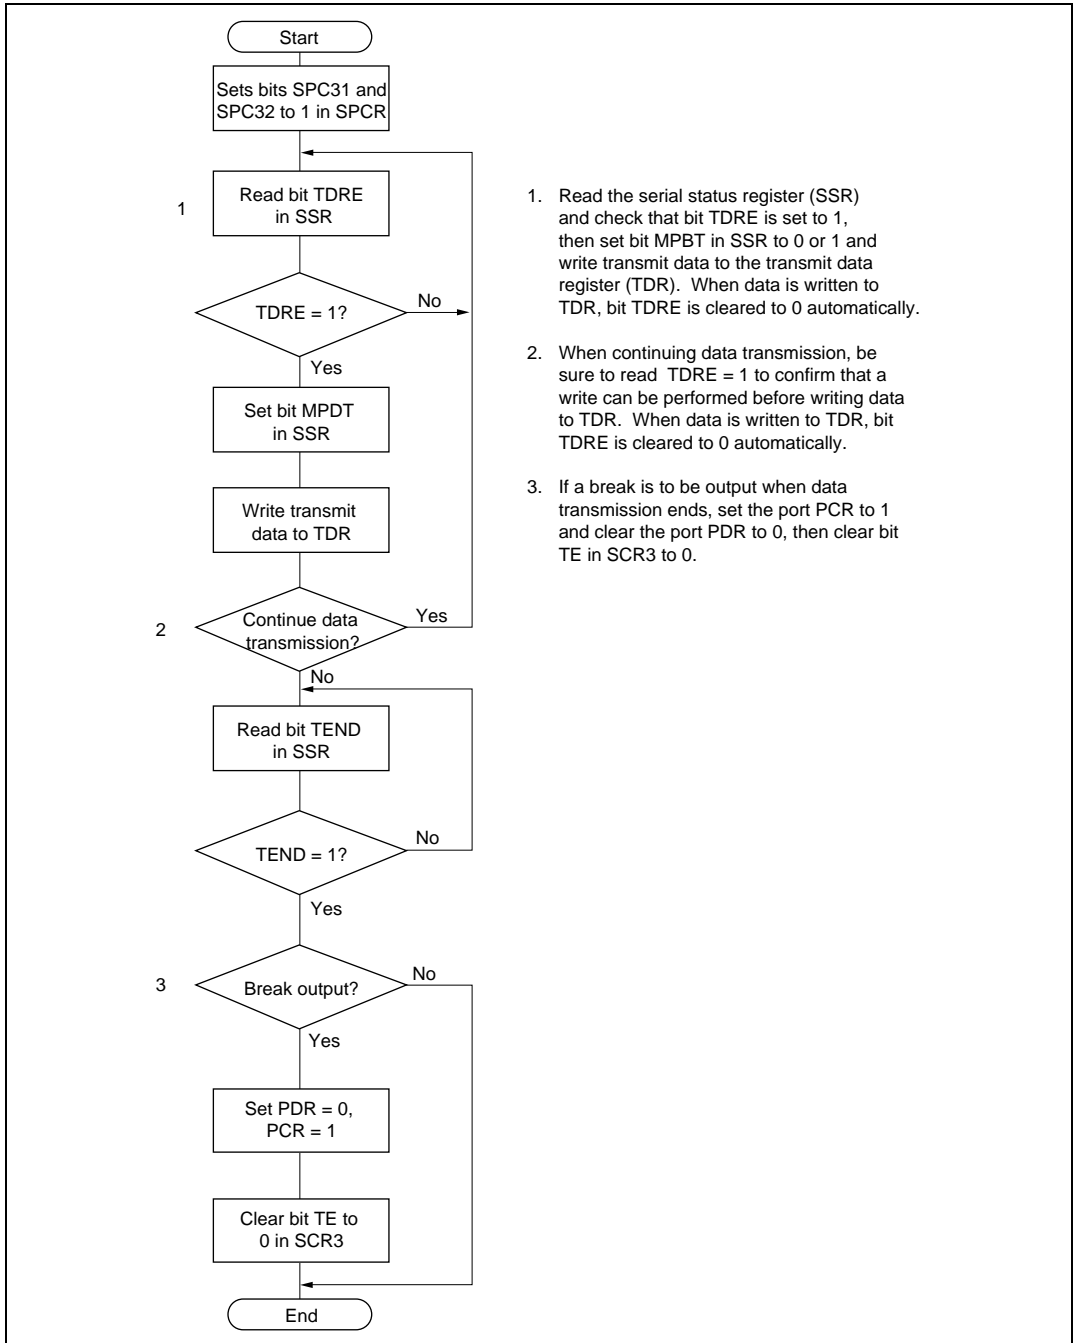 Start
Sets bits SPC31 and
SPC32 to 1 in SPCR
1
Read bit TDRE
in SSR
TDRE = 1?
No
Yes
Set bit MPDT
in SSR
Write transmit
data to TDR
2
Continue data
transmission?
Yes
No
Read bit TEND
in SSR
TEND = 1?
No
Yes
3
Break output?
No
Yes
Set PDR = 0,
PCR = 1
Clear bit TE to
0 in SCR3
End
1. Read the serial status register (SSR)
and check that bit TDRE is set to 1,
then set bit MPBT in SSR to 0 or 1 and
write transmit data to the transmit data
register (TDR). When data is written to
TDR, bit TDRE is cleared to 0 automatically.
2. When continuing data transmission, be
sure to read TDRE = 1 to confirm that a
write can be performed before writing data
to TDR. When data is written to TDR, bit
TDRE is cleared to 0 automatically.
3. If a break is to be output when data
transmission ends, set the port PCR to 1
and clear the port PDR to 0, then clear bit
TE in SCR3 to 0.